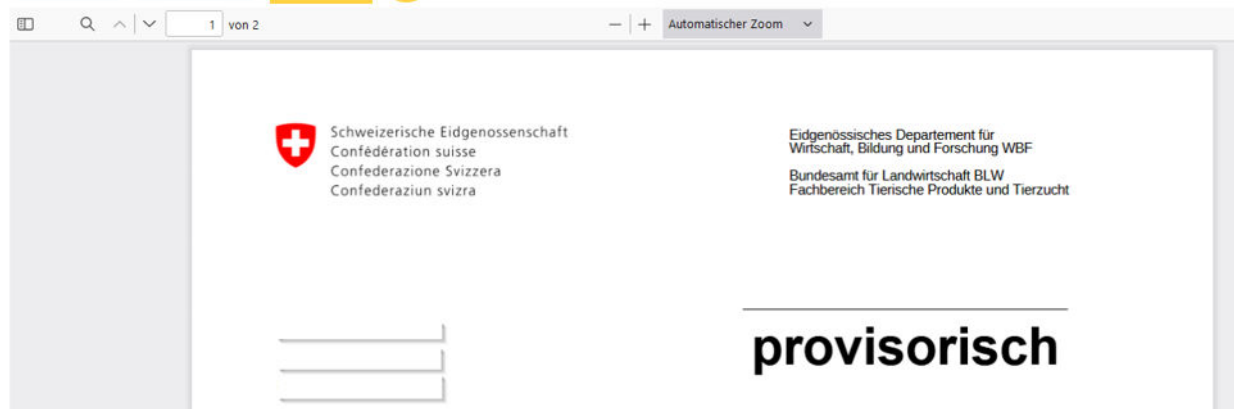 1 von 2
Automatischer Zoom
Schweizerische Eidgenossenschaft
Confédération suisse
Confederazione Svizzera
Confederaziun svizra
Eidgenössisches Departement für
Wirtschaft, Bildung und Forschung WBF
Bundesamt für Landwirtschaft BLW
Fachbereich Tierische Produkte und Tierzucht
provisorisch